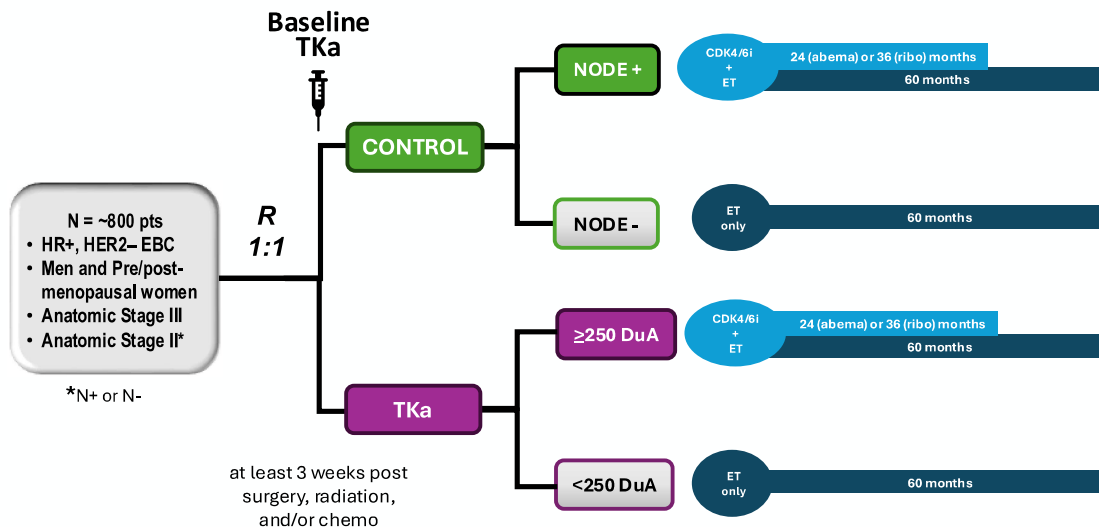 Baseline
TKa
N = ~800 pts
• HR+, HER2– EBC
• Men and Pre/post-
menopausal women
• Anatomic Stage III
• Anatomic Stage II*
*N+ or N-
R
1:1
at least 3 weeks post
surgery, radiation,
and/or chemo
CONTROL
NODE +
CDK4/6i
+
ET
24 (abema) or 36 (ribo) months
60 months
NODE -
ET
only
60 months
TKa
≥250 DuA
CDK4/6i
+
ET
24 (abema) or 36 (ribo) months
60 months
<250 DuA
ET
only
60 months